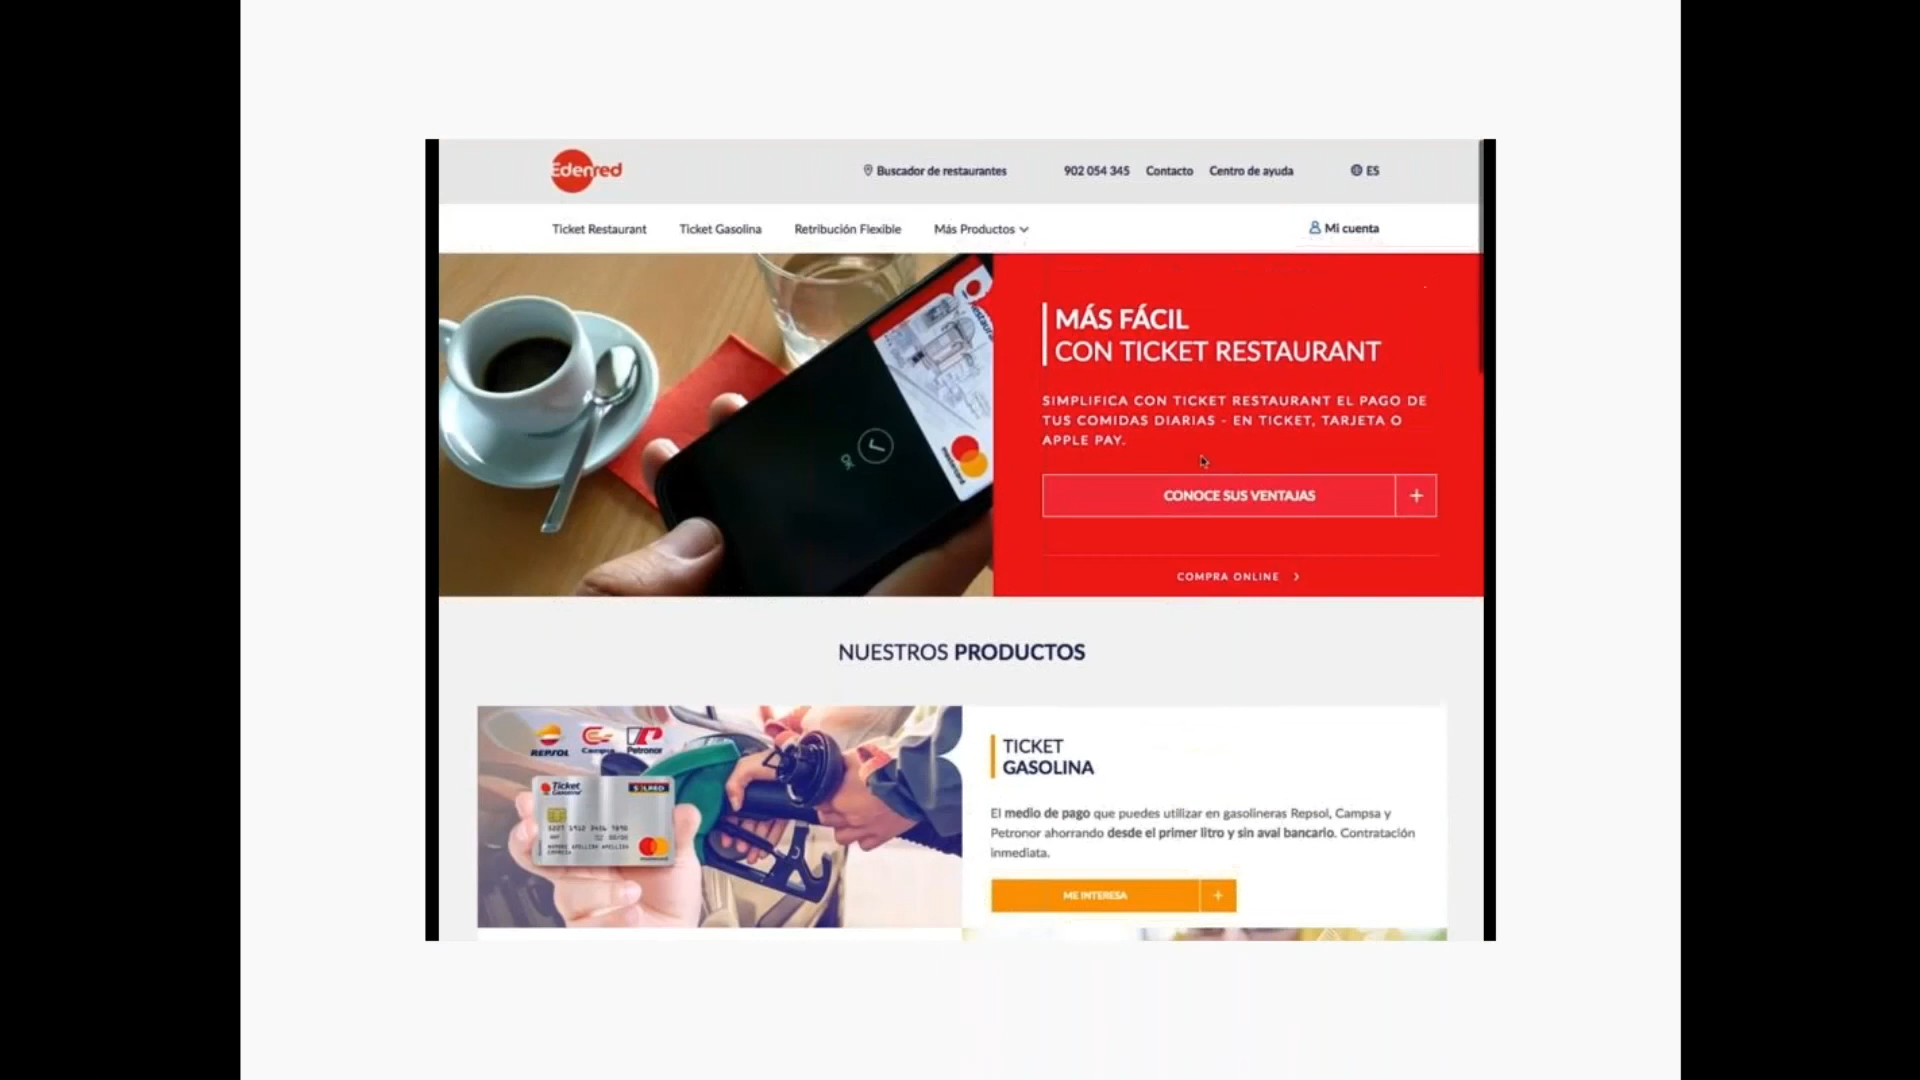 Edenred
Buscador de restaurantes
902 054 345 Contacto Centro de ayuda
ES
Ticket Restaurant Ticket Gasolina Retribución Flexible Más Productos
Mi cuenta
MÁS FÁCIL
CON TICKET RESTAURANT
SIMPLIFICA CON TICKET RESTAURANT EL PAGO DE
TUS COMIDAS DIARIAS - EN TICKET, TARJETA O
APPLE PAY.
CONOCE SUS VENTAJAS +
COMPRA ONLINE
NUESTROS PRODUCTOS
REPSOL Campsa Petronor
Ticket
Gasolina
SOLRED
TICKET
GASOLINA
El medio de pago que puedes utilizar en gasolineras Repsol, Campsa y
Petronor ahorrando desde el primer litro y sin aval bancario. Contratación
inmediata.
ME INTERESA +